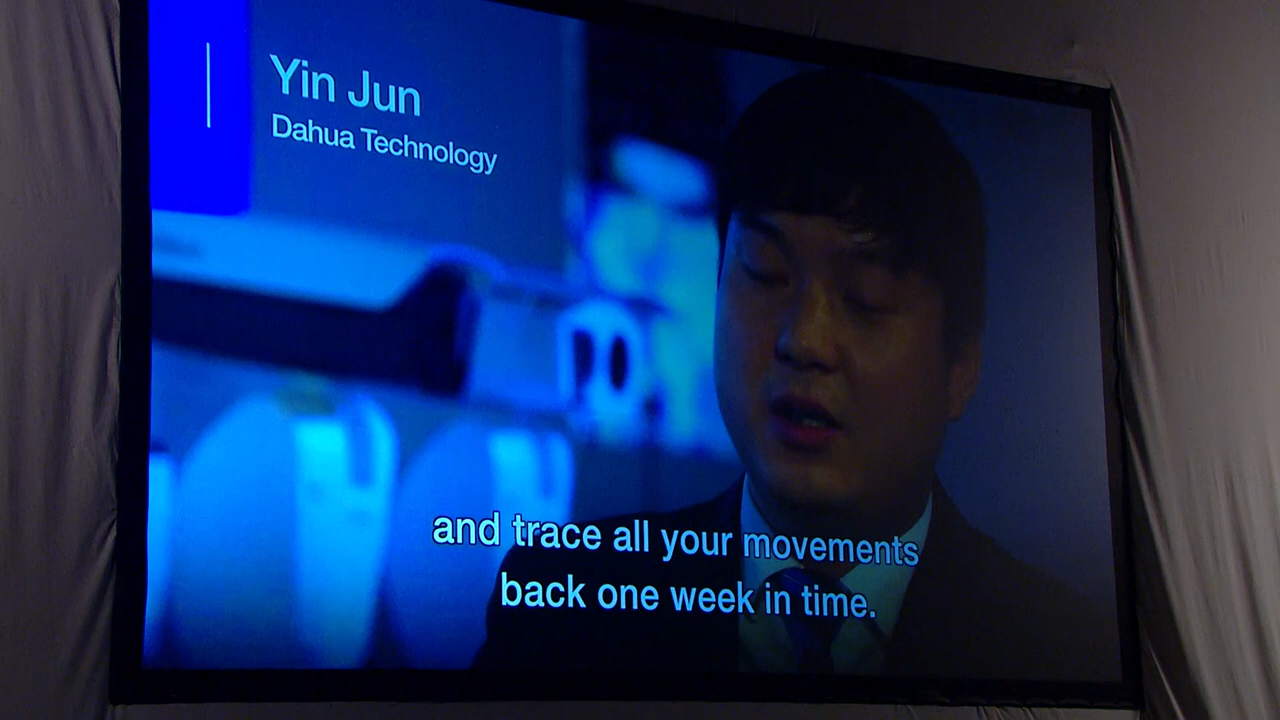 Yin Jun
Dahua Technology
and trace all your movements
back one week in time.